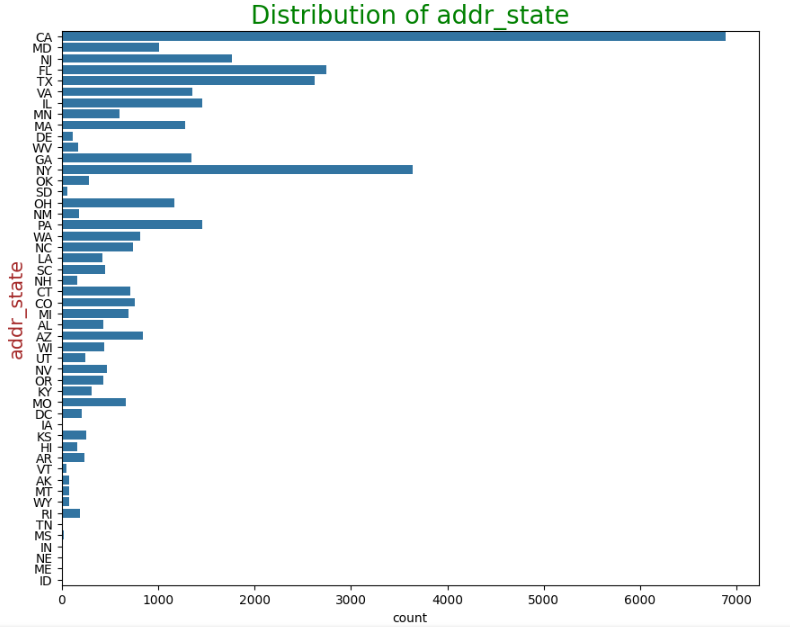 Distribution of addr_state
addr_state
CA
MD
NJ
FL
TX
VA
IL
MN
MA
DE
WV
GA
NY
OK
SD
OH
NM
PA
WA
NC
LA
SC
NH
CT
CO
MI
AL
AZ
WI
UT
NV
OR
KY
MO
DC
IA
KS
HI
AR
VT
AK
MT
WY
RI
TN
MS
IN
NE
ME
ID
0 1000 2000 3000 4000 5000 6000 7000
count